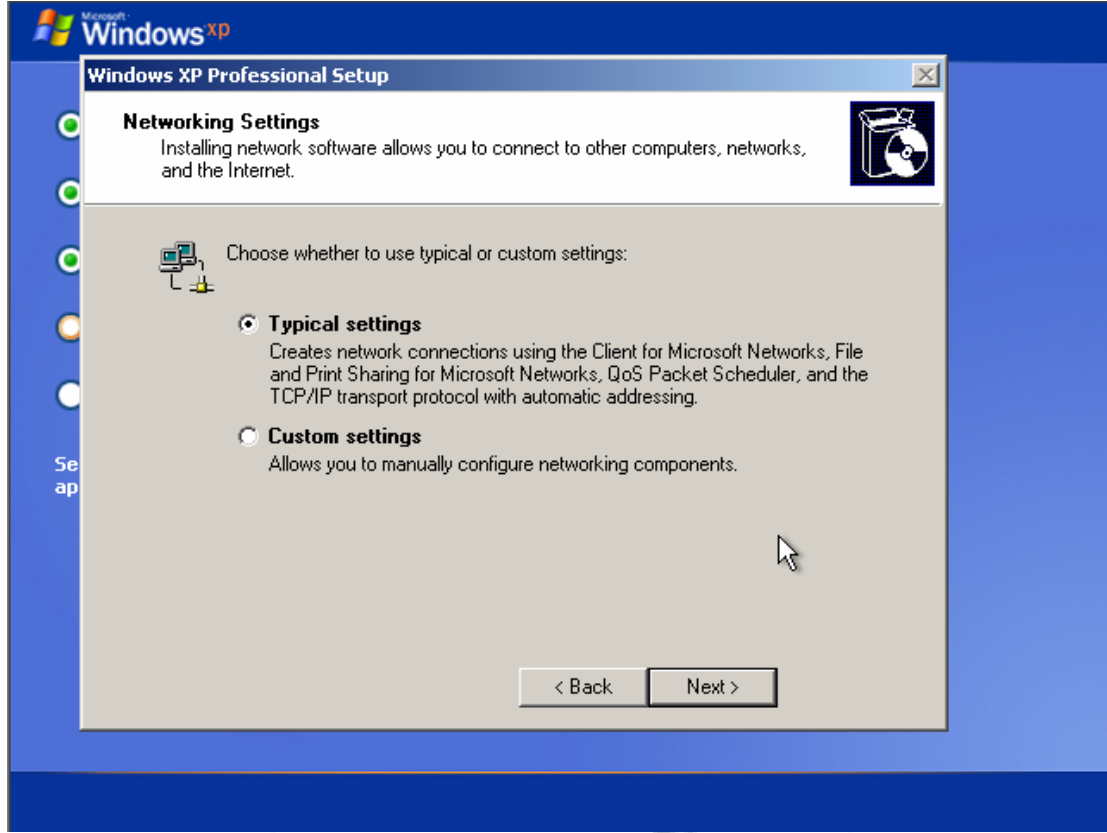 Microsoft
Windows xp
Windows XP Professional Setup
Networking Settings
Installing network software allows you to connect to other computers, networks,
and the Internet.
Choose whether to use typical or custom settings:
Typical settings
Creates network connections using the Client for Microsoft Networks, File
and Print Sharing for Microsoft Networks, QoS Packet Scheduler, and the
TCP/IP transport protocol with automatic addressing.
Custom settings
Allows you to manually configure networking components.
Se
ap
< Back
Next >